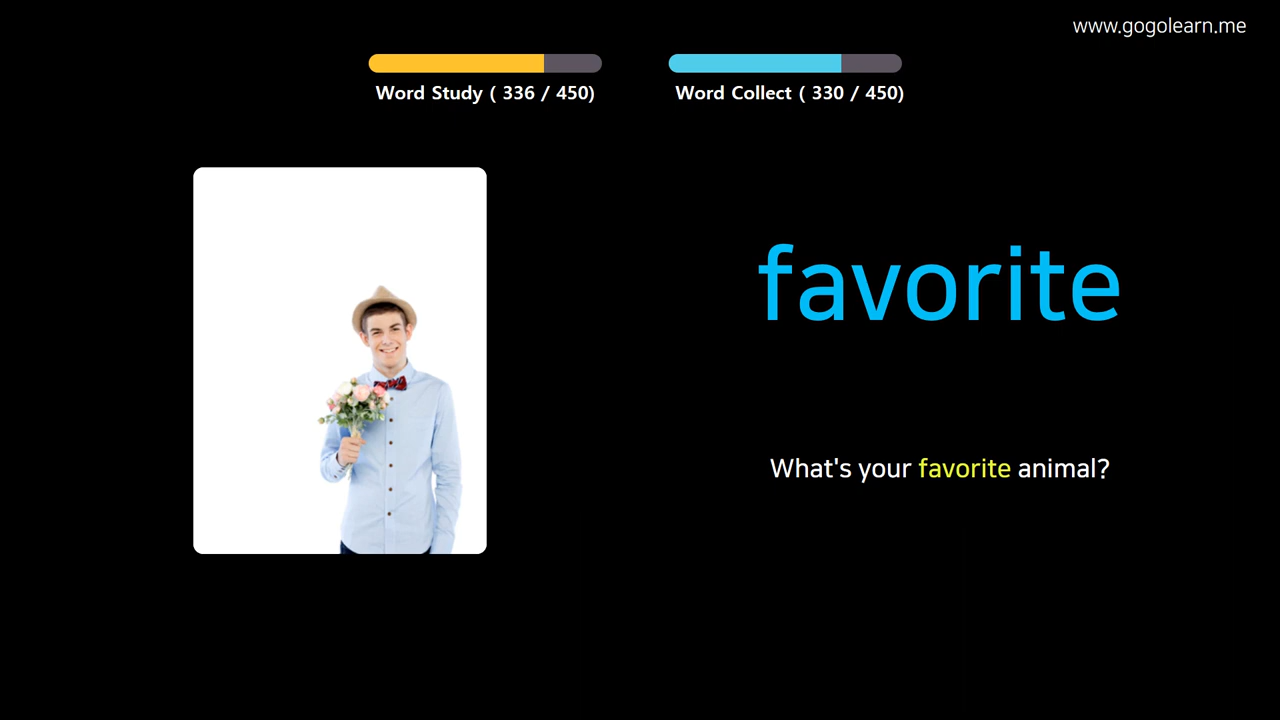 www.gogolearn.me
Word Study ( 336 / 450)
Word Collect ( 330 / 450)
favorite
What's your favorite animal?